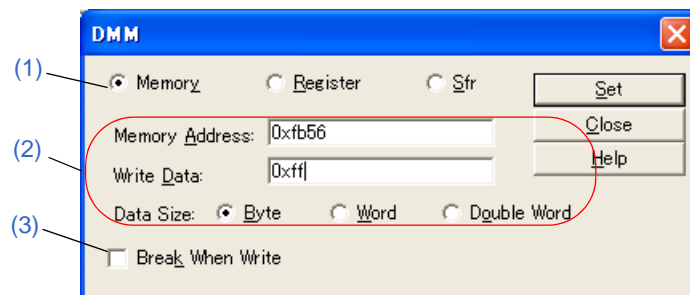 DMM
(1)
Memory Register Sfr Set
Memory Address: 0xfb56 Close
(2)
Write Data: 0xff Help
Data Size: Byte Word Double Word
(3)
Break When Write